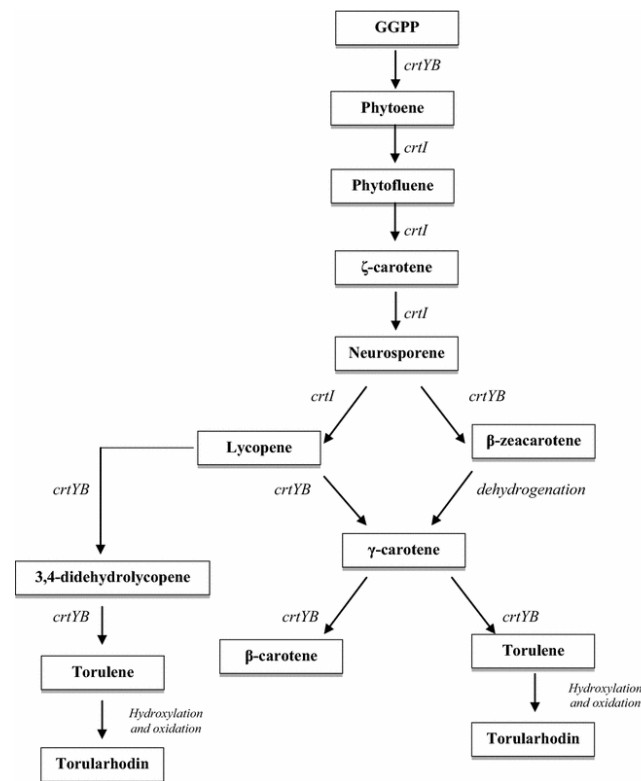 GGPP
crtYB
Phytoene
crtI
Phytofluene
crtI
ζ-carotene
crtI
Neurosporene
crtI
crtYB
Lycopene
β-zeacarotene
crtYB
crtYB
dehydrogenation
γ-carotene
3,4-didehydrolycopene
crtYB
crtYB
crtYB
β-carotene
Torulene
Torulene
Hydroxylation
and oxidation
Hydroxylation
and oxidation
Torularhodin
Torularhodin